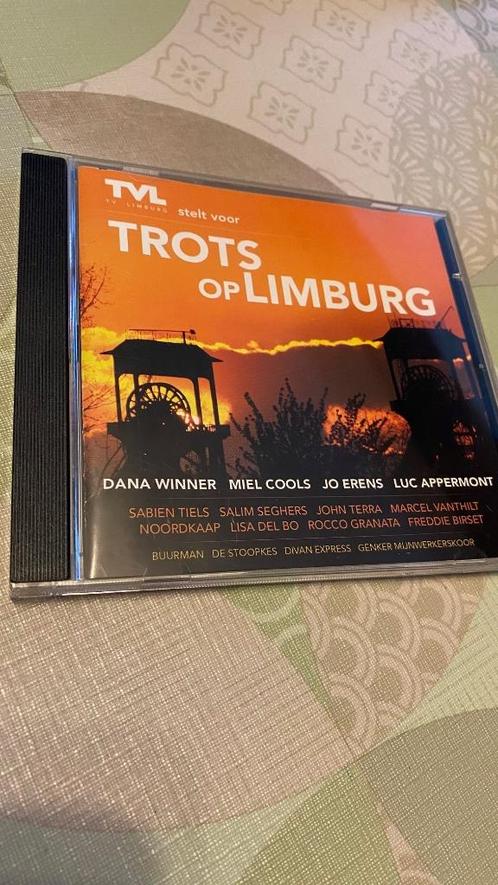 TVL
TV LIMBURG
stelt voor
TROTS
OP LIMBURG
DANA WINNER MIEL COOLS JO ERENS LUC APPERMONT
SABIEN TIELS SALIM SEGHERS JOHN TERRA MARCEL VANTHILT
NOORDKAAP LISA DEL BO ROCCO GRANATA FREDDIE BIRSET
BUURMAN DE STOOPKES DIVAN EXPRESS GENKER MIJNWERKERSKOOR